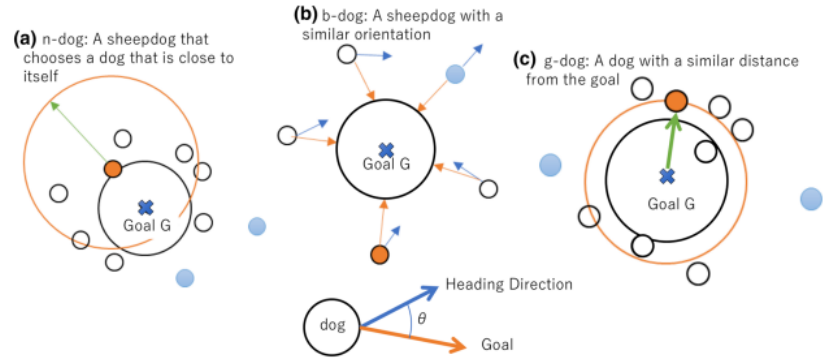 (a) n-dog: A sheepdog that
chooses a dog that is close to
itself
Goal G
(b) b-dog: A sheepdog with a
similar orientation
Goal G
(c) g-dog: A dog with a similar distance
from the goal
Goal G
dog
Heading Direction
θ
Goal